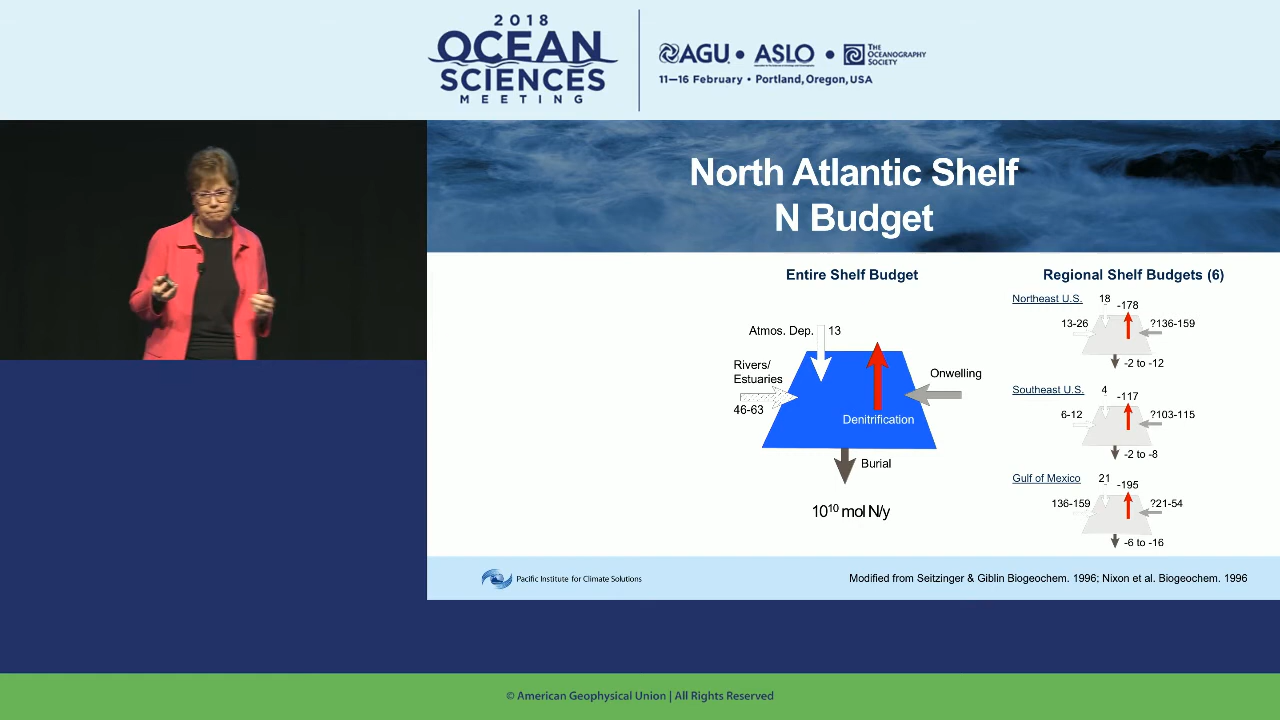 2018
OCEAN
SCIENCES
MEETING
AGU • ASLO • THE OCEANOGRAPHY SOCIETY
11—16 February • Portland, Oregon, USA
North Atlantic Shelf
N Budget
Entire Shelf Budget
Atmos. Dep.
13
Rivers/
Estuaries
46-63
Onwelling
Denitrification
Burial
10¹⁰ mol N/y
Regional Shelf Budgets (6)
Northeast U.S.
18
-178
13-26
?136-159
-2 to -12
Southeast U.S.
4
-117
6-12
?103-115
-2 to -8
Gulf of Mexico
21
-195
136-159
?21-54
-6 to -16
Pacific Institute for Climate Solutions
Modified from Seitzinger & Giblin Biogeochem. 1996; Nixon et al. Biogeochem. 1996
© American Geophysical Union | All Rights Reserved